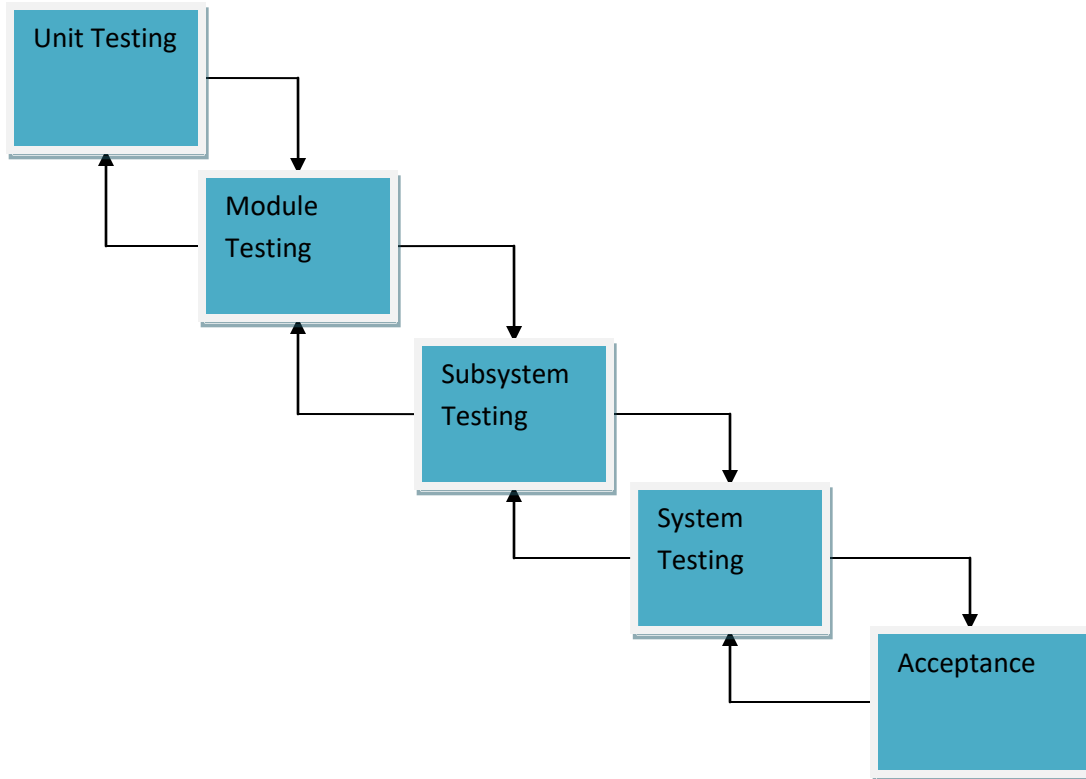 Unit Testing
Module
Testing
Subsystem
Testing
System
Testing
Acceptance